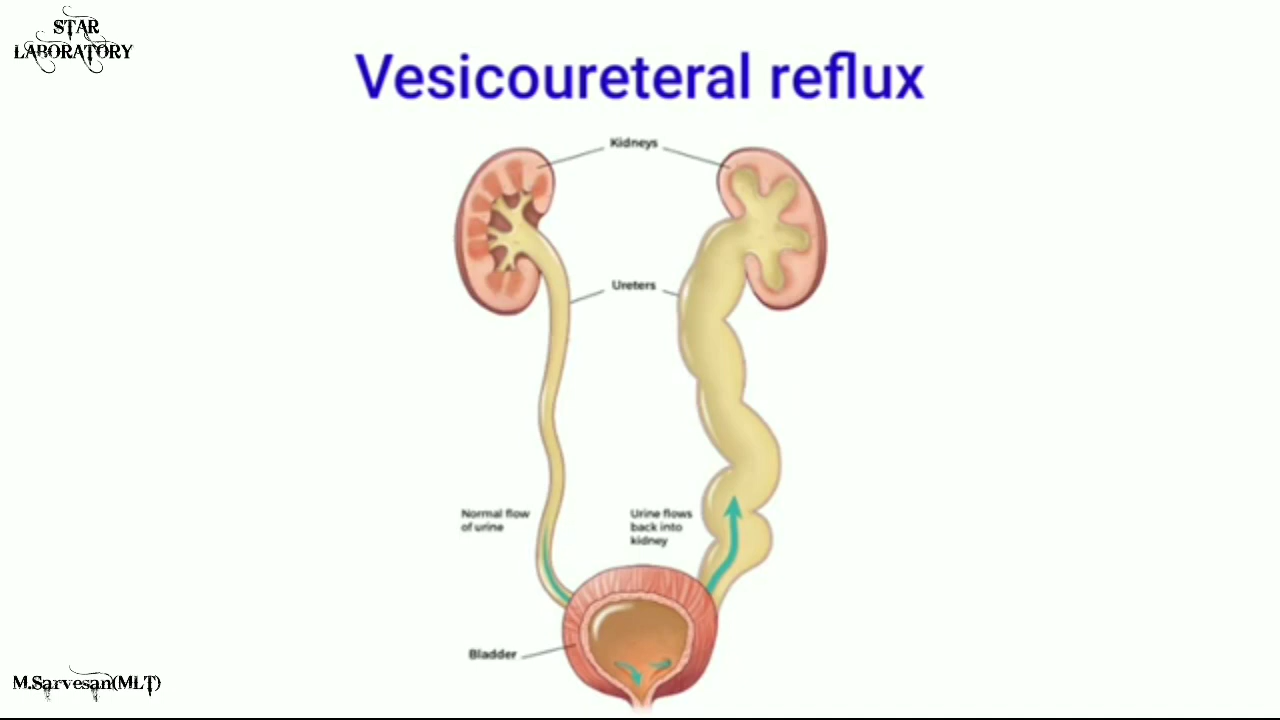 STAR
LABORATORY
Vesicoureteral reflux
Kidneys
Ureters
Normal flow
of urine
Urine flows
back into
kidney
Bladder
M.Sarvesan(MLT)